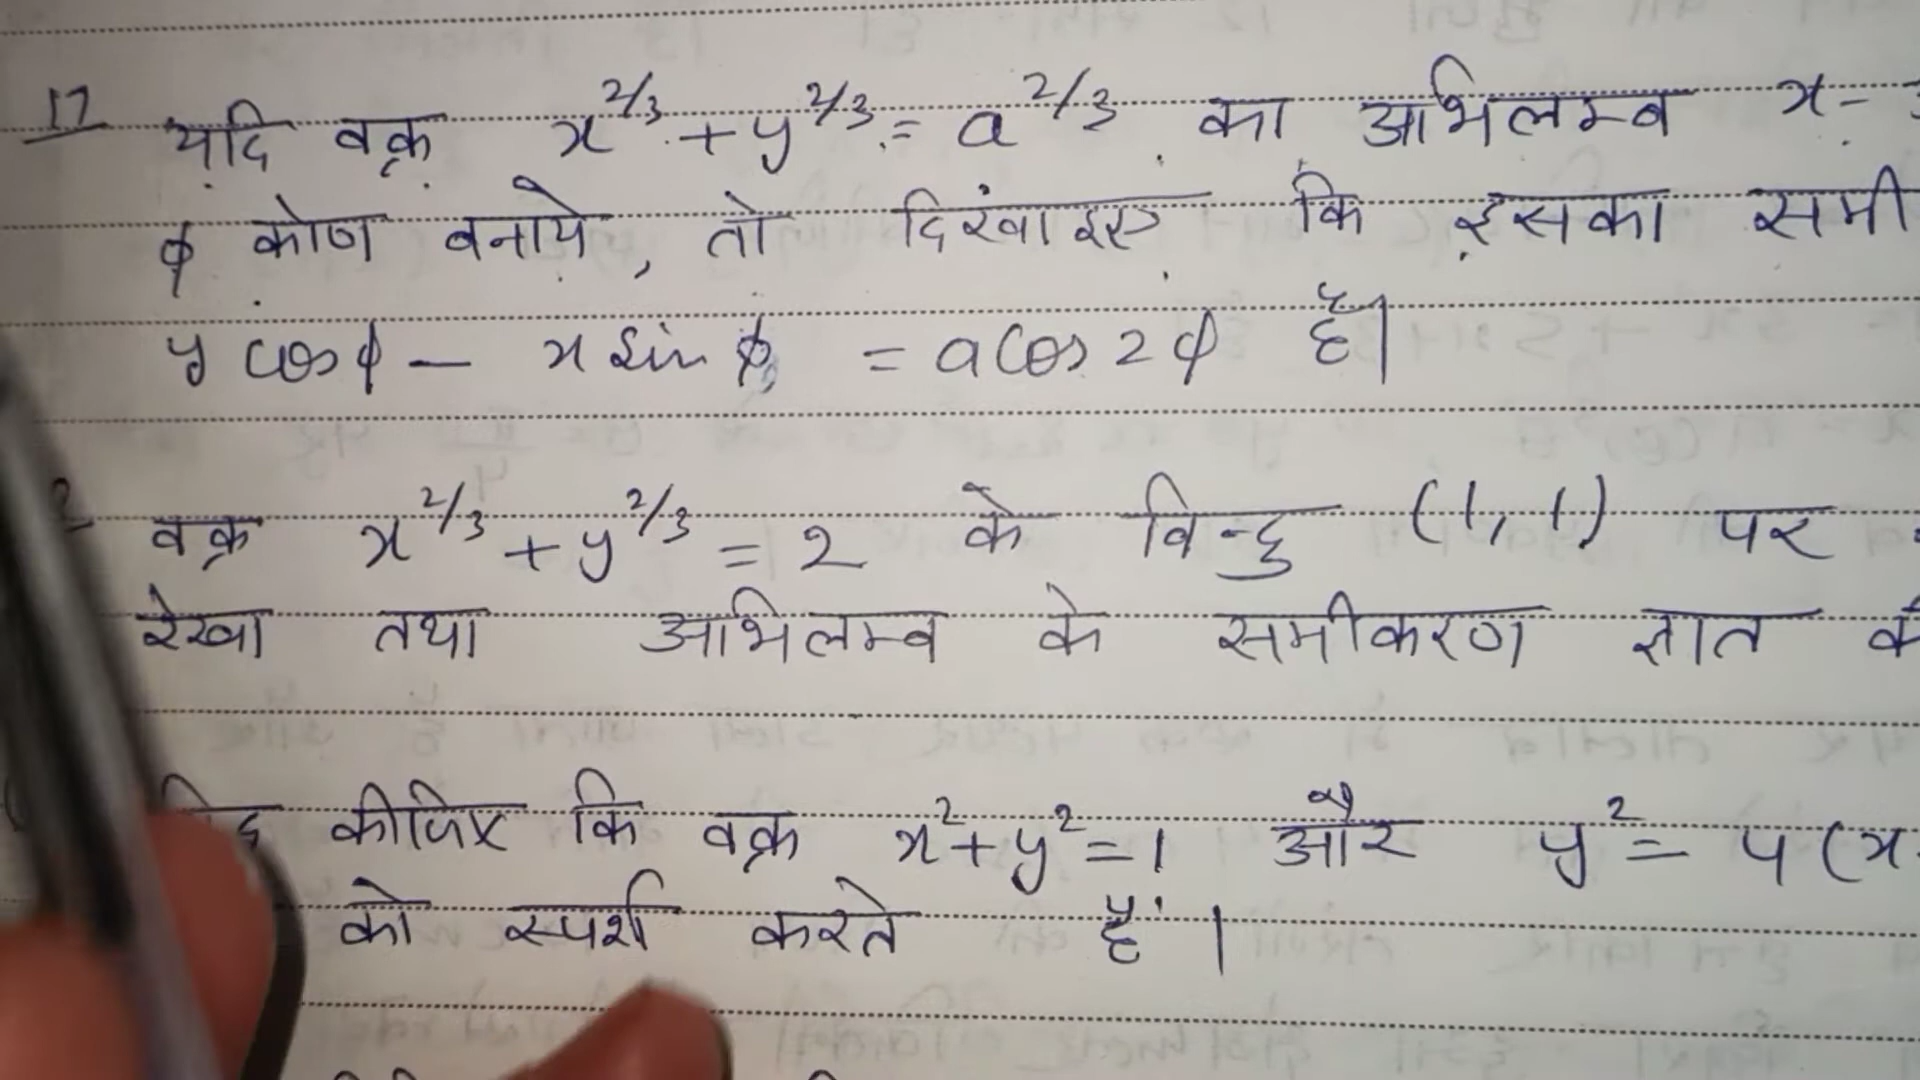 17 यदि वक्र x^{2/3} + y^{2/3} = a^{2/3} का अभिलम्ब x-
φ कोण बनाये, तो दिखाइए कि इसका समी
y cos φ - x sin φ = a cos 2 φ है।
वक्र x^{2/3} + y^{2/3} = 2 के विन्दु (1, 1) पर
रेखा तथा अभिलम्ब के समीकरण ज्ञात
कीजिए कि वक्र x² + y² = 1 और y² = 4 (x
को स्पर्श करते हैं।